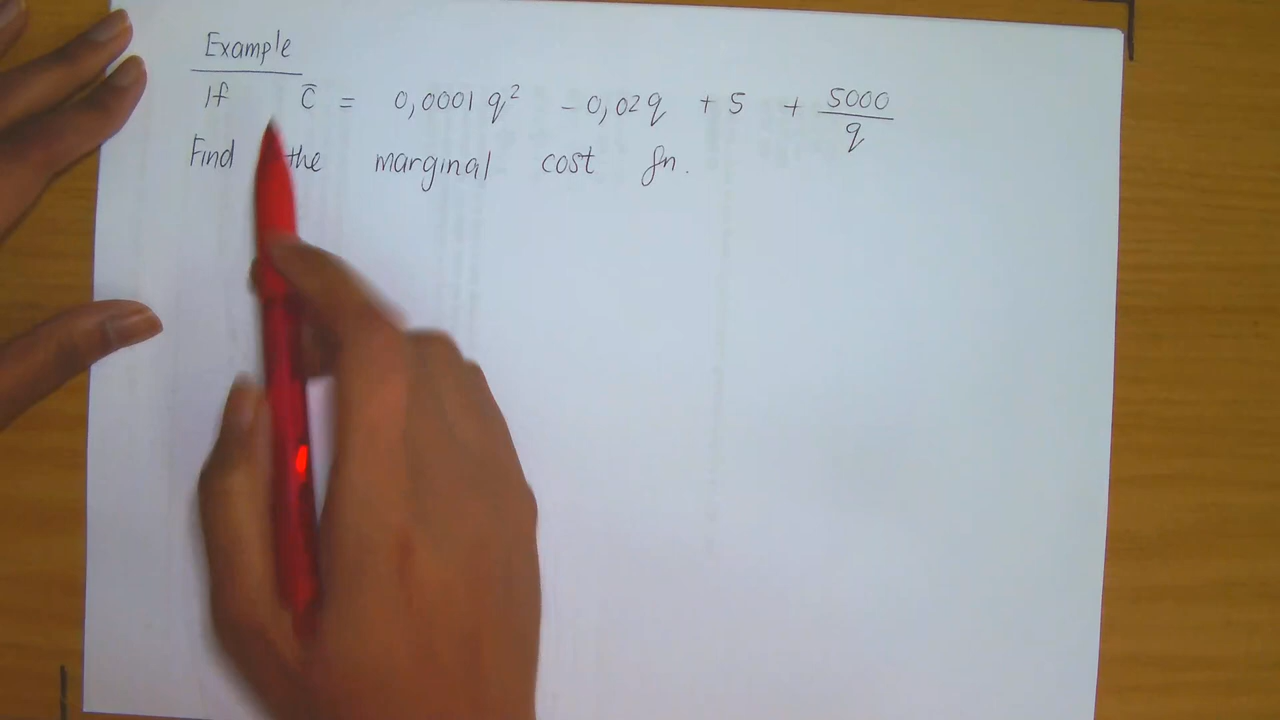 Example
If C̄ = 0,0001 q² - 0,02q + 5 + 5000/q
Find the marginal cost fn.